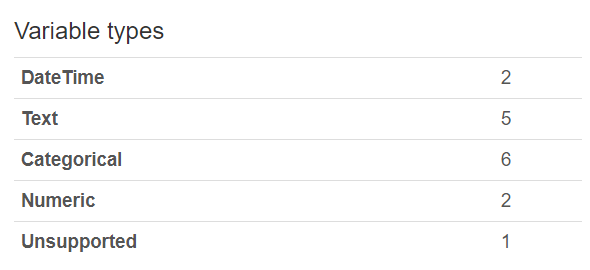 Variable types
DateTime 2
Text 5
Categorical 6
Numeric 2
Unsupported 1